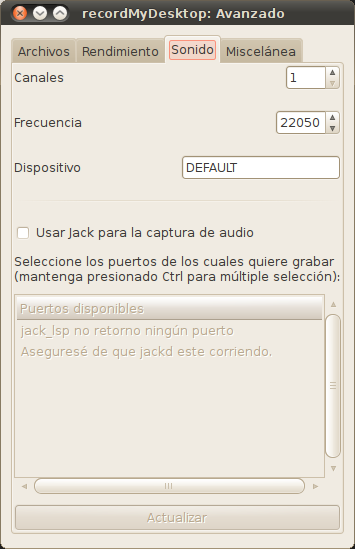 recordMyDesktop: Avanzado
Archivos Rendimiento Sonido Miscelánea
Canales 1
Frecuencia 22050
Dispositivo DEFAULT
Usar Jack para la captura de audio
Seleccione los puertos de los cuales quiere grabar
(mantenga presionado Ctrl para múltiple selección):
Puertos disponibles
jack_lsp no retorno ningún puerto
Aseguresé de que jackd este corriendo.
Actualizar